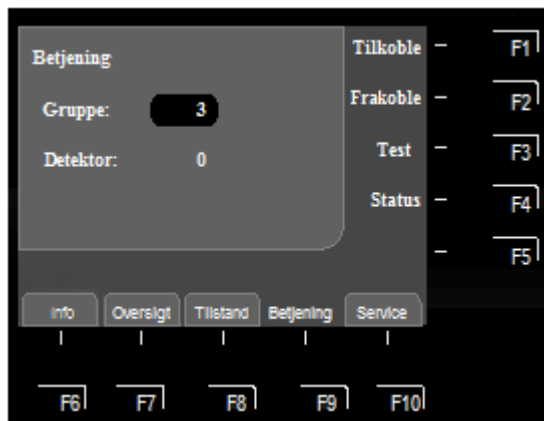 Betjening
Gruppe: 3
Detektor: 0
Tilkoble F1
Frakoble F2
Test F3
Status F4
F5
Info Oversigt Tilstand Betjening Service
F6 F7 F8 F9 F10